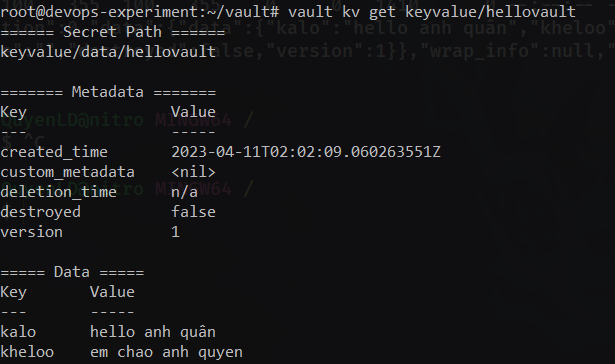 root@devops-experiment:~/vault# vault kv get keyvalue/hellovault
====== Secret Path ======
keyvalue/data/hellovault
======= Metadata =======
Key Value
--- -----
created_time 2023-04-11T02:02:09.060263551Z
custom_metadata <nil>
deletion_time n/a
destroyed false
version 1
===== Data =====
Key Value
--- -----
kalo hello anh quân
kheloo em chao anh quyen